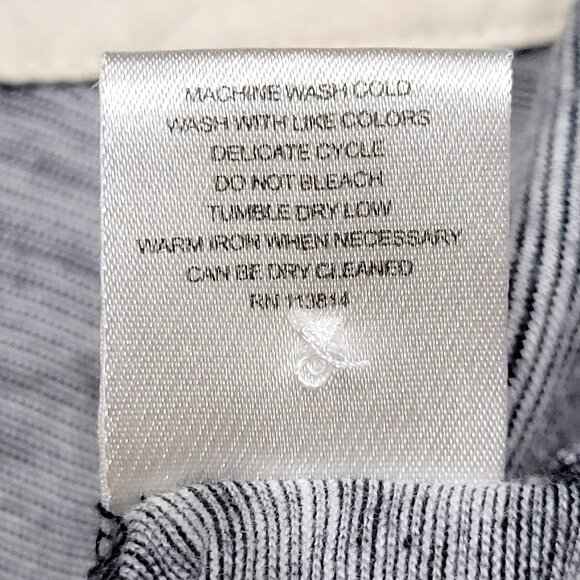 MACHINE WASH COLD
WASH WITH LIKE COLORS
DELICATE CYCLE
DO NOT BLEACH
TUMBLE DRY LOW
WARM IRON WHEN NECESSARY
CAN BE DRY CLEANED
RN 113814